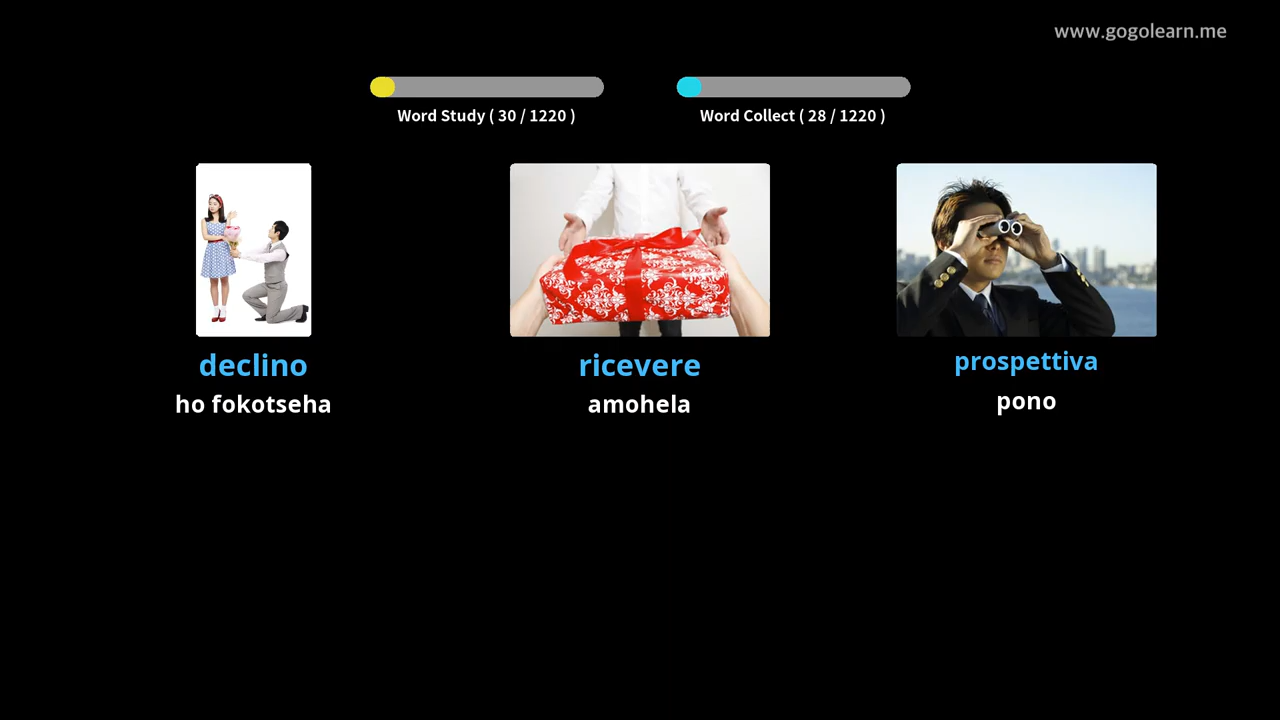 www.gogolearn.me
Word Study ( 30 / 1220 )
Word Collect ( 28 / 1220 )
declino
ho fokotseha
ricevere
amohela
prospettiva
pono